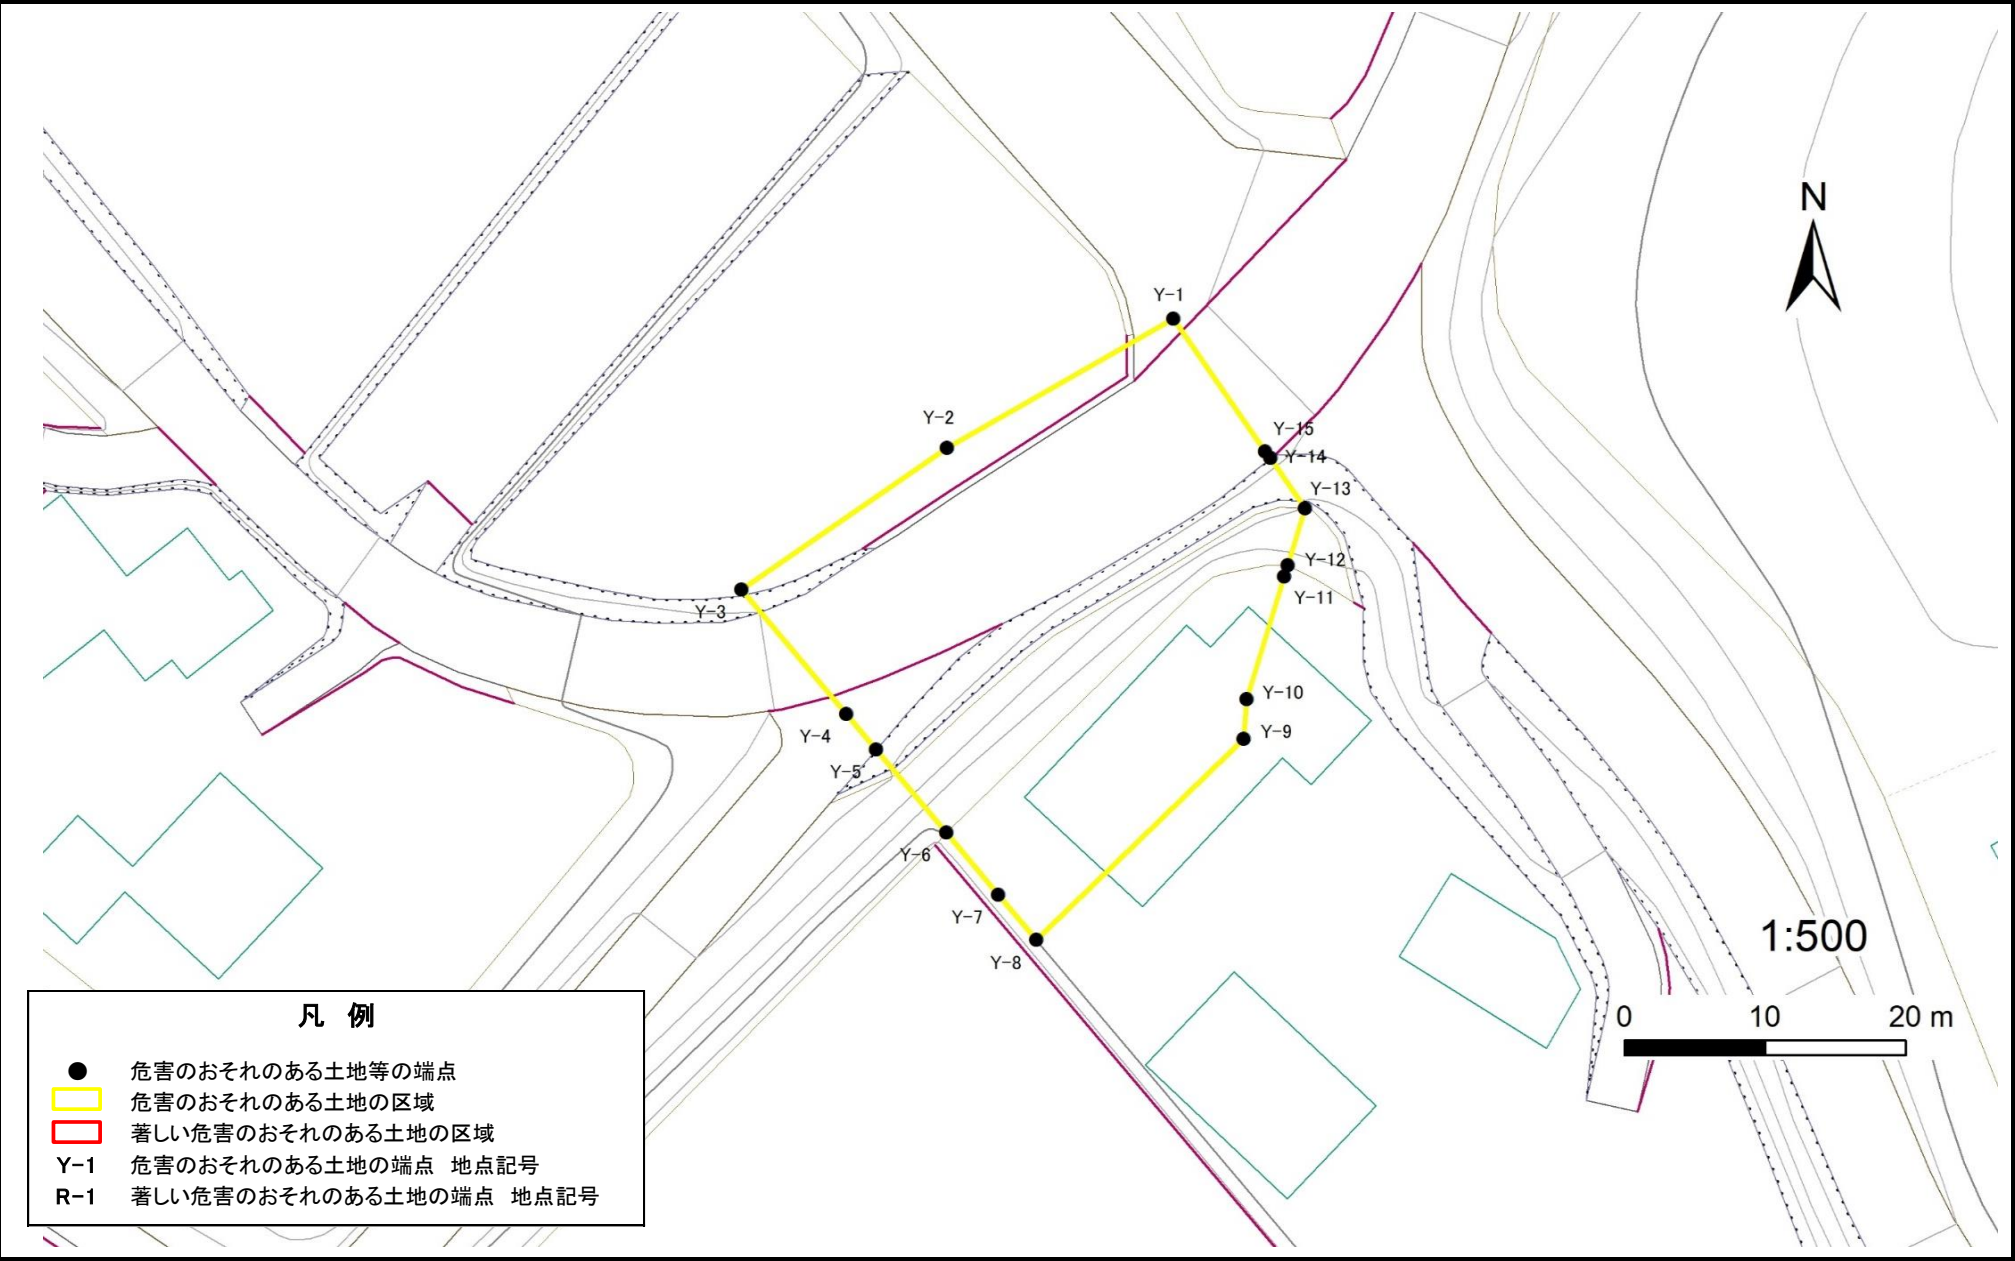 N
Y-1
Y-2
Y-15
Y-14
Y-13
Y-12
Y-11
Y-3
Y-10
Y-9
Y-4
Y-5
Y-6
Y-7
Y-8
1:500
0 10 20 m
凡 例
危害のおそれのある土地等の端点
危害のおそれのある土地の区域
著しい危害のおそれのある土地の区域
Y-1 危害のおそれのある土地の端点 地点記号
R-1 著しい危害のおそれのある土地の端点 地点記号